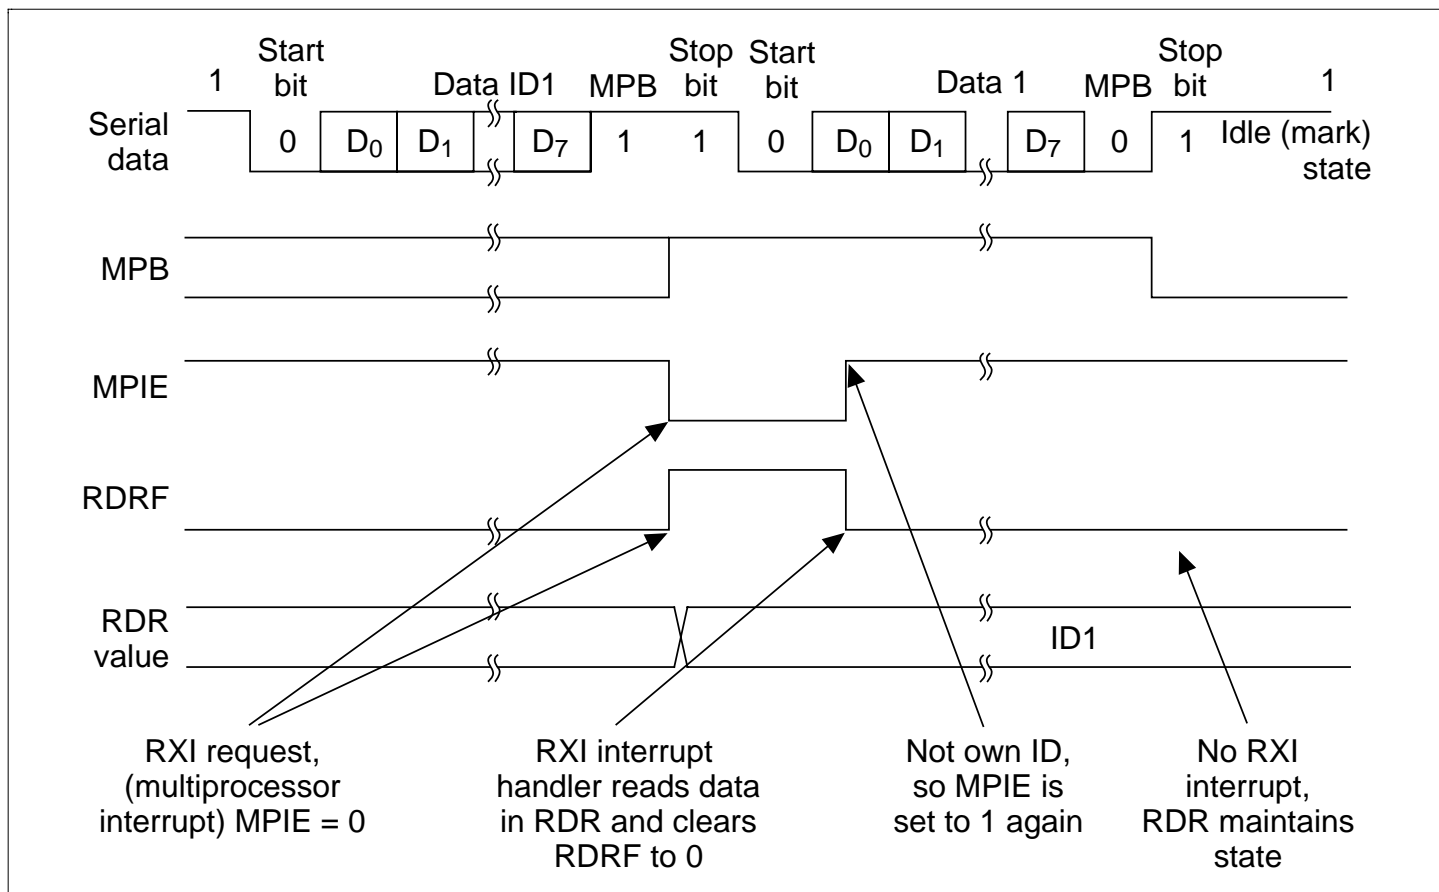 1
Start
bit
Data ID1
MPB
Stop
bit
Start
bit
Data 1
MPB
Stop
bit
1
Serial
data
0
D0
D1
D7
1
1
0
D0
D1
D7
0
1
Idle (mark)
state
MPB
MPIE
RDRF
RDR
value
ID1
RXI request,
(multiprocessor
interrupt) MPIE = 0
RXI interrupt
handler reads data
in RDR and clears
RDRF to 0
Not own ID,
so MPIE is
set to 1 again
No RXI
interrupt,
RDR maintains
state